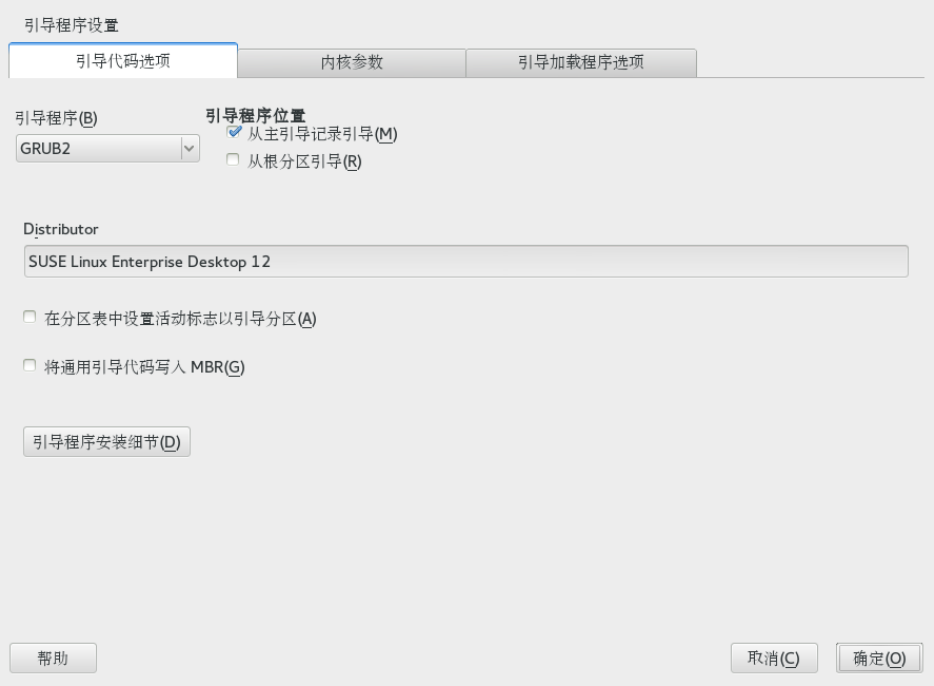 引导程序设置
引导代码选项 内核参数 引导加载程序选项
引导程序(B)
GRUB2
引导程序位置
从主引导记录引导(M)
从根分区引导(R)
Distributor
SUSE Linux Enterprise Desktop 12
在分区表中设置活动标志以引导分区(A)
将通用引导代码写入 MBR(G)
引导程序安装细节(D)
帮助 取消(C) 确定(O)